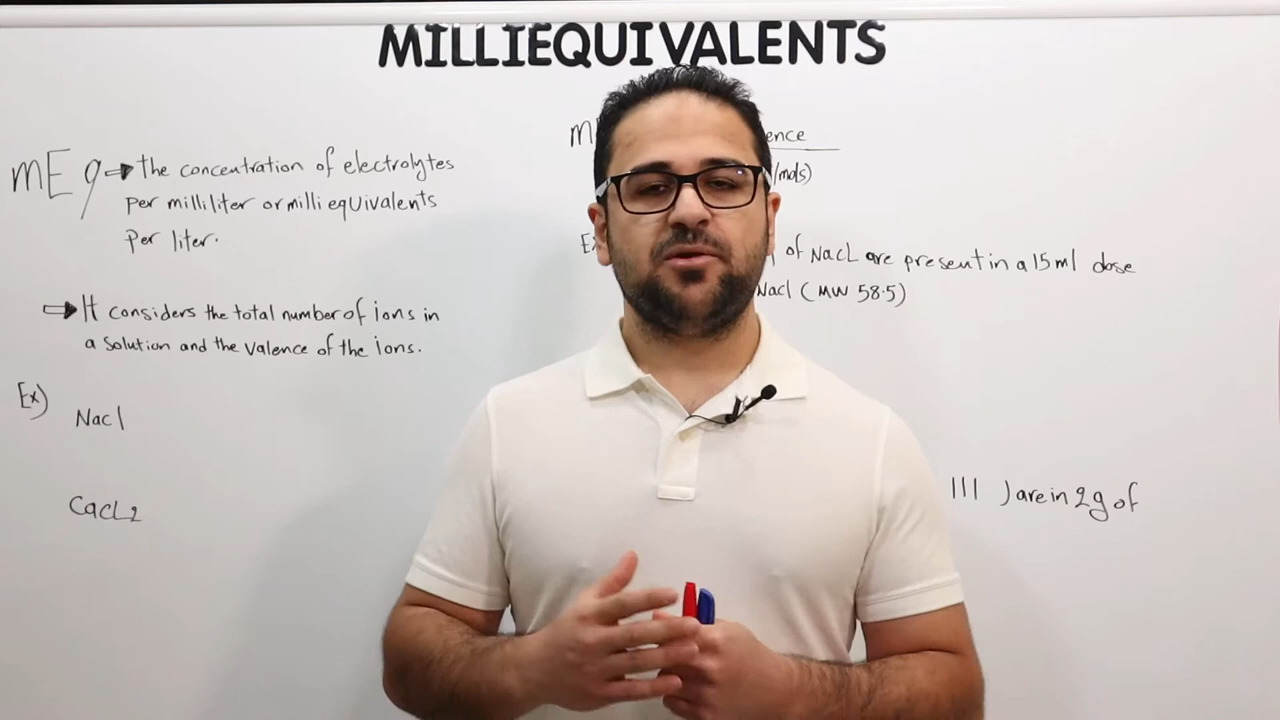 MILLIEQUIVALENTS
mEq ⇨ the concentration of electrolytes
per milliliter or milliequivalents
per liter.
⇨ It considers the total number of ions in
a solution and the valence of the ions.
Ex)
Nacl
CaCL2
m
ence
/mols)
Ex
of NaCL are present in a 15 ml dose
Nacl (MW 58.5)
111 ) are in 2g of